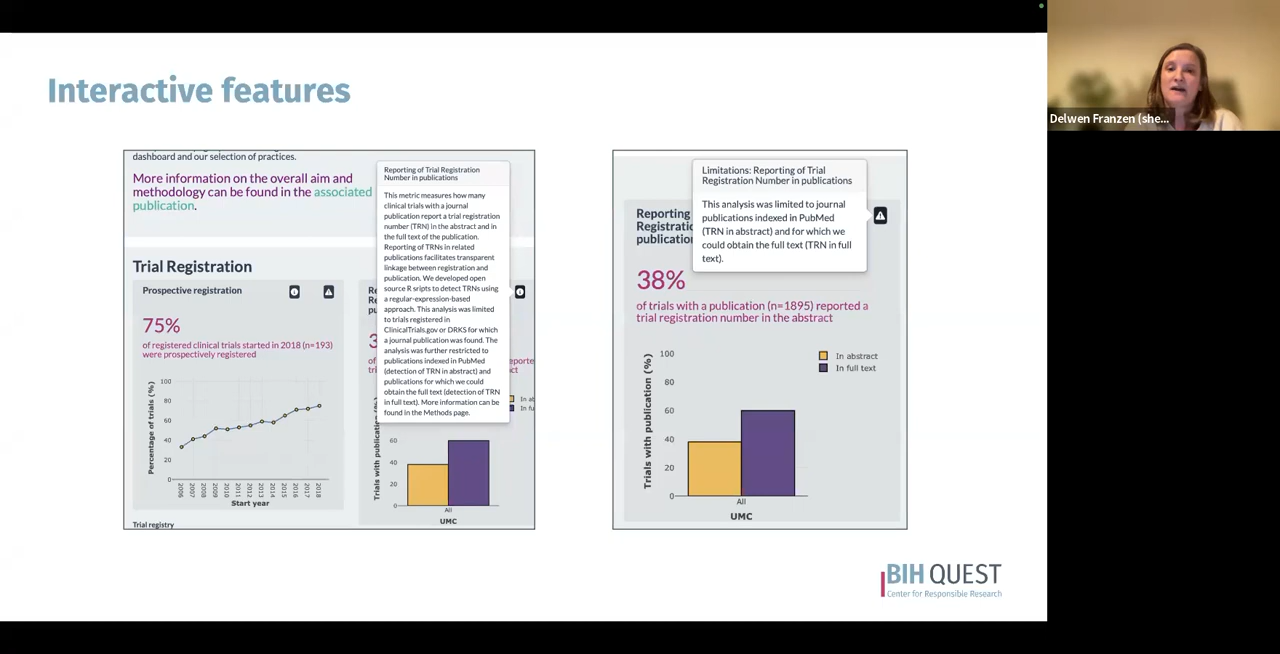 Interactive features
dashboard and our selection of practices.
More information on the overall aim and
methodology can be found in the associated
publication.
Trial Registration
Prospective registration
75%
of registered clinical trials started in 2018 (n=193)
were prospectively registered
Percentage of trials (%)
100
80
60
40
20
0
2006
2007
2008
2009
2010
2011
2012
2013
2014
2015
2016
2017
2018
Start year
Trial registry
Reporting of Trial Registration
Number in publications
This metric measures how many
clinical trials with a journal
publication report a trial registration
number (TRN) in the abstract and in
the full text of the publication.
Reporting of TRNs in related
publications facilitates transparent
linkage between registration and
publication. We developed open
source R sripts to detect TRNs using
a regular-expression-based
approach. This analysis was limited
to trials registered in
ClinicalTrials.gov or DRKS for which
a journal publication was found. The
analysis was further restricted to
publications indexed in PubMed
(detection of TRN in abstract) and
publications for which we could
obtain the full text (detection of TRN
in full text). More information can be
found in the Methods page.
Trials with publicatic
60
40
20
0
All
UMC
Limitations: Reporting of Trial
Registration Number in publications
This analysis was limited to journal
publications indexed in PubMed
(TRN in abstract) and for which we
could obtain the full text (TRN in full
text).
Reporting
Registratic
publication
38%
of trials with a publication (n=1895) reported a
trial registration number in the abstract
Trials with publication (%)
100
80
60
40
20
0
In abstract
In full text
All
UMC
BIH QUEST
Center for Responsible Research
Delwen Franzen (she...